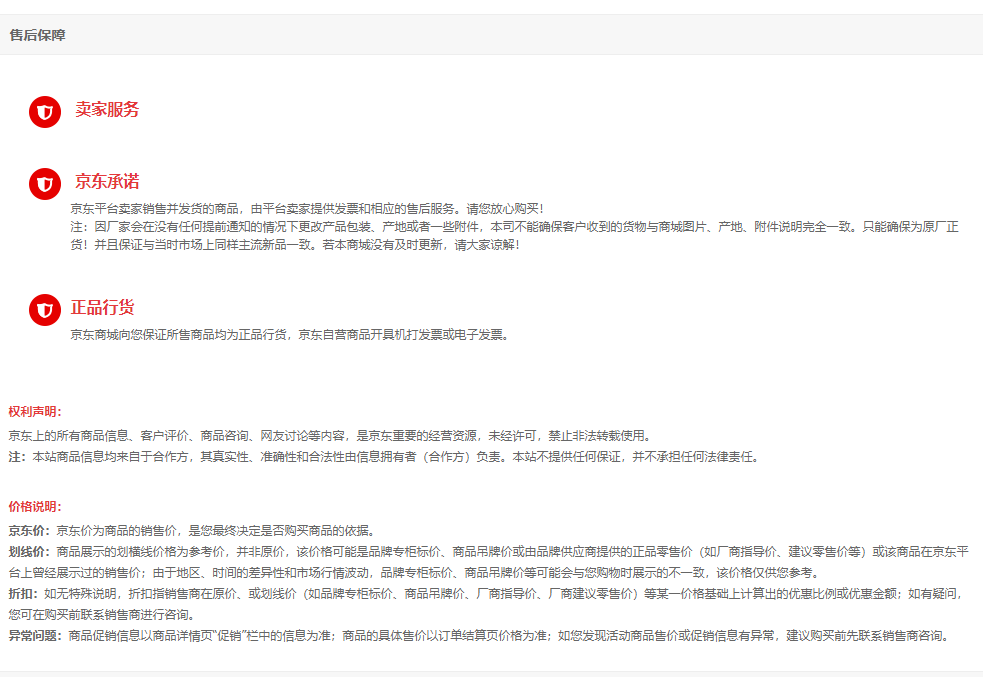 售后保障
卖家服务
京东承诺
京东平台卖家销售并发货的商品，由平台卖家提供发票和相应的售后服务。请您放心购买！
注：因厂家会在没有任何提前通知的情况下更改产品包装、产地或者一些附件，本司不能确保客户收到的货物与商城图片、产地、附件说明完全一致。只能确保为原厂正
货！并且保证与当时市场上同样主流新品一致。若本商城没有及时更新，请大家谅解！
正品行货
京东商城向您保证所售商品均为正品行货，京东自营商品开具机打发票或电子发票。
权利声明：
京东上的所有商品信息、客户评价、商品咨询、网友讨论等内容，是京东重要的经营资源，未经许可，禁止非法转载使用。
注：本站商品信息均来自于合作方，其真实性、准确性和合法性由信息拥有者（合作方）负责。本站不提供任何保证，并不承担任何法律责任。
价格说明：
京东价：京东价为商品的销售价，是您最终决定是否购买商品的依据。
划线价：商品展示的划横线价格为参考价，并非原价，该价格可能是品牌专柜标价、商品吊牌价或由品牌供应商提供的正品零售价（如厂商指导价、建议零售价等）或该商品在京东平
台上曾经展示过的销售价；由于地区、时间的差异性和市场行情波动，品牌专柜标价、商品吊牌价等可能会与您购物时展示的不一致，该价格仅供您参考。
折扣：如无特殊说明，折扣指销售商在原价、或划线价（如品牌专柜标价、商品吊牌价、厂商指导价、厂商建议零售价）等某一价格基础上计算出的优惠比例或优惠金额；如有疑问，
您可在购买前联系销售商进行咨询。
异常问题：商品促销信息以商品详情页“促销”栏中的信息为准；商品的具体售价以订单结算页价格为准；如您发现活动商品售价或促销信息有异常，建议购买前先联系销售商咨询。